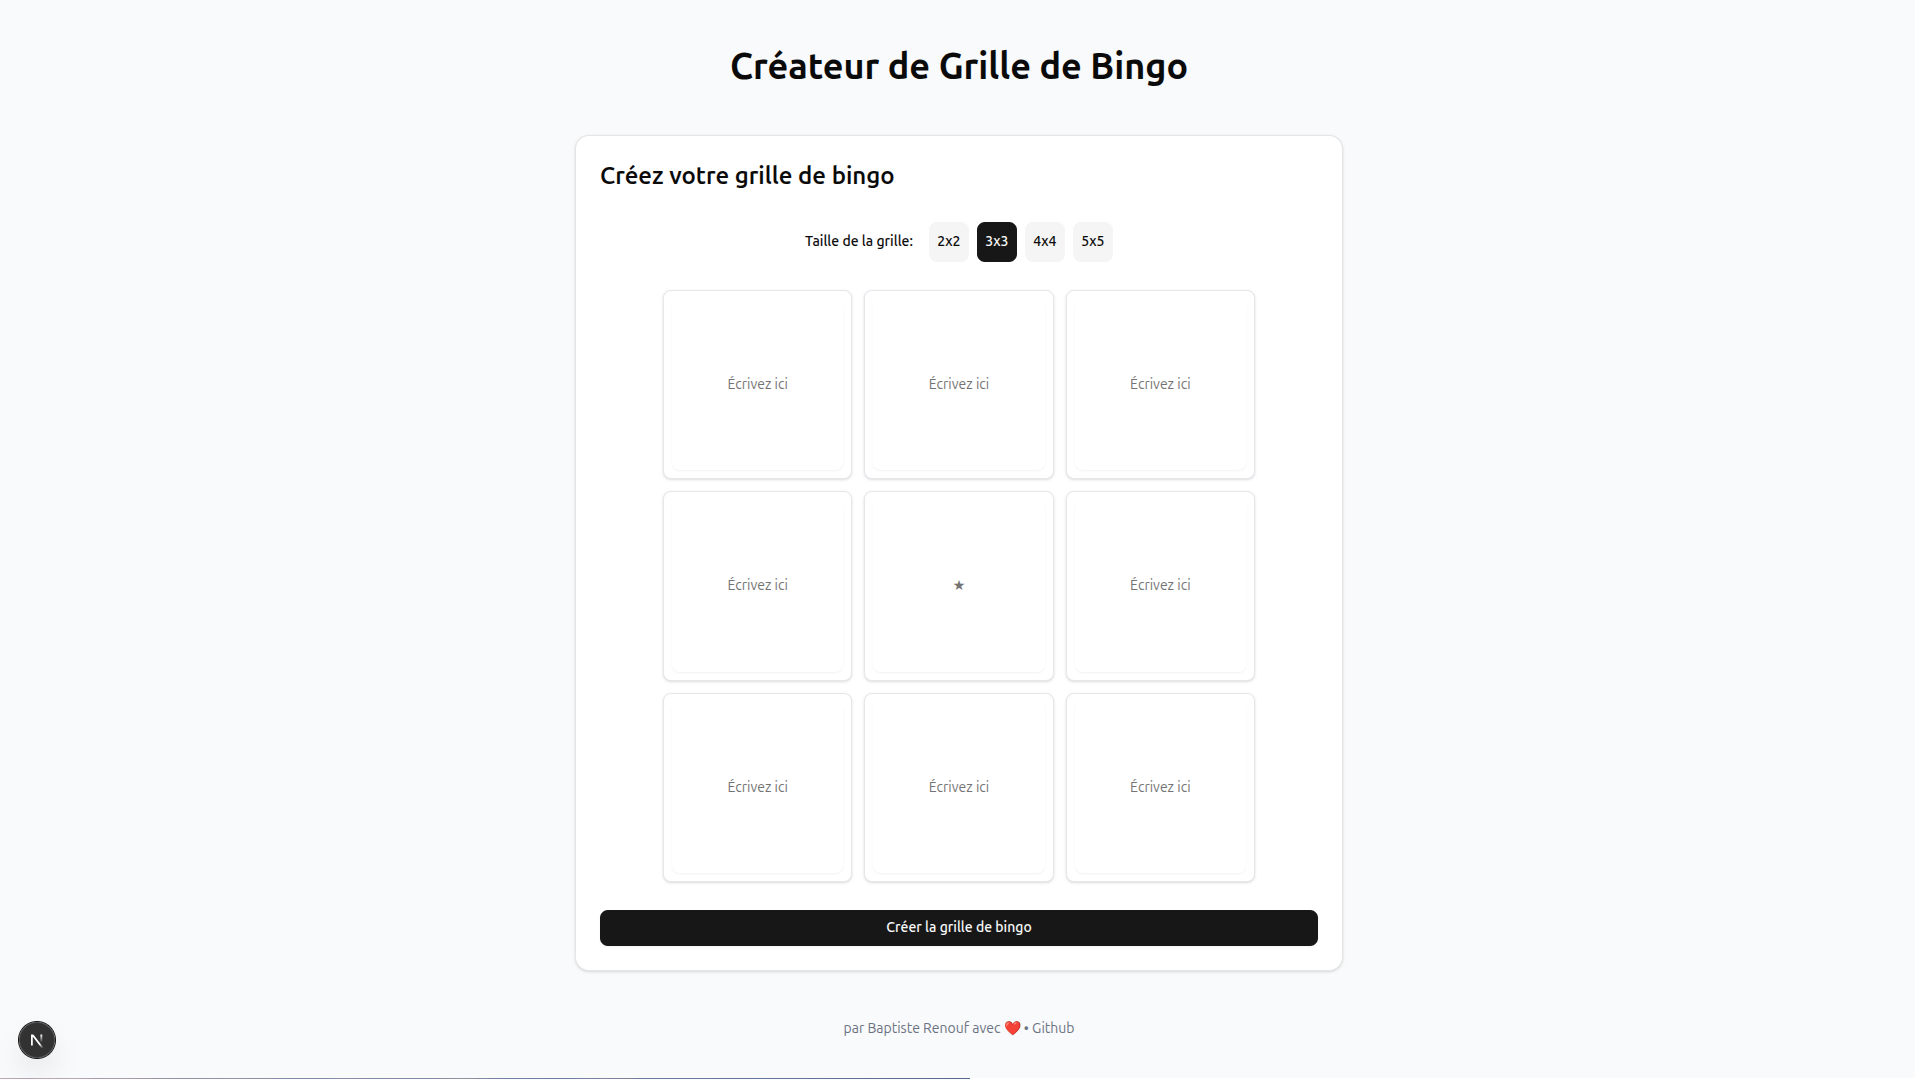 Créateur de Grille de Bingo
Créez votre grille de bingo
Taille de la grille: 2x2 3x3 4x4 5x5
Écrivez ici Écrivez ici Écrivez ici
Écrivez ici ★ Écrivez ici
Écrivez ici Écrivez ici Écrivez ici
Créer la grille de bingo
par Baptiste Renouf avec ❤️ • Github
N